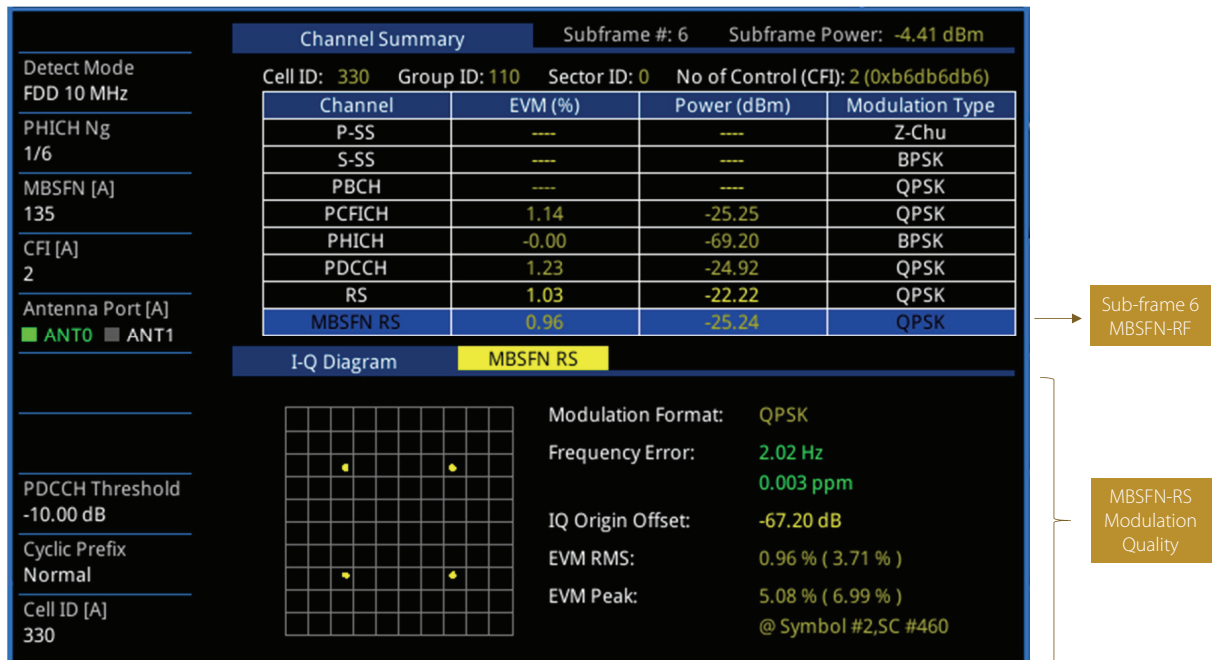 Channel Summary Subframe #: 6 Subframe Power: -4.41 dBm
Detect Mode
FDD 10 MHz
PHICH Ng
1/6
MBSFN [A]
135
CFI [A]
2
Antenna Port [A]
ANT0 ANT1
PDCCH Threshold
-10.00 dB
Cyclic Prefix
Normal
Cell ID [A]
330
Cell ID: 330 Group ID: 110 Sector ID: 0 No of Control (CFI): 2 (0xb6db6db6)
Channel EVM (%) Power (dBm) Modulation Type
P-SS ---- ---- Z-Chu
S-SS ---- ---- BPSK
PBCH ---- ---- QPSK
PCFICH 1.14 -25.25 QPSK
PHICH -0.00 -69.20 BPSK
PDCCH 1.23 -24.92 QPSK
RS 1.03 -22.22 QPSK
MBSFN RS 0.96 -25.24 QPSK
I-Q Diagram MBSFN RS
Modulation Format: QPSK
Frequency Error: 2.02 Hz
0.003 ppm
IQ Origin Offset: -67.20 dB
EVM RMS: 0.96 % ( 3.71 % )
EVM Peak: 5.08 % ( 6.99 % )
@ Symbol #2,SC #460
Sub-frame 6
MBSFN-RF
MBSFN-RS
Modulation
Quality